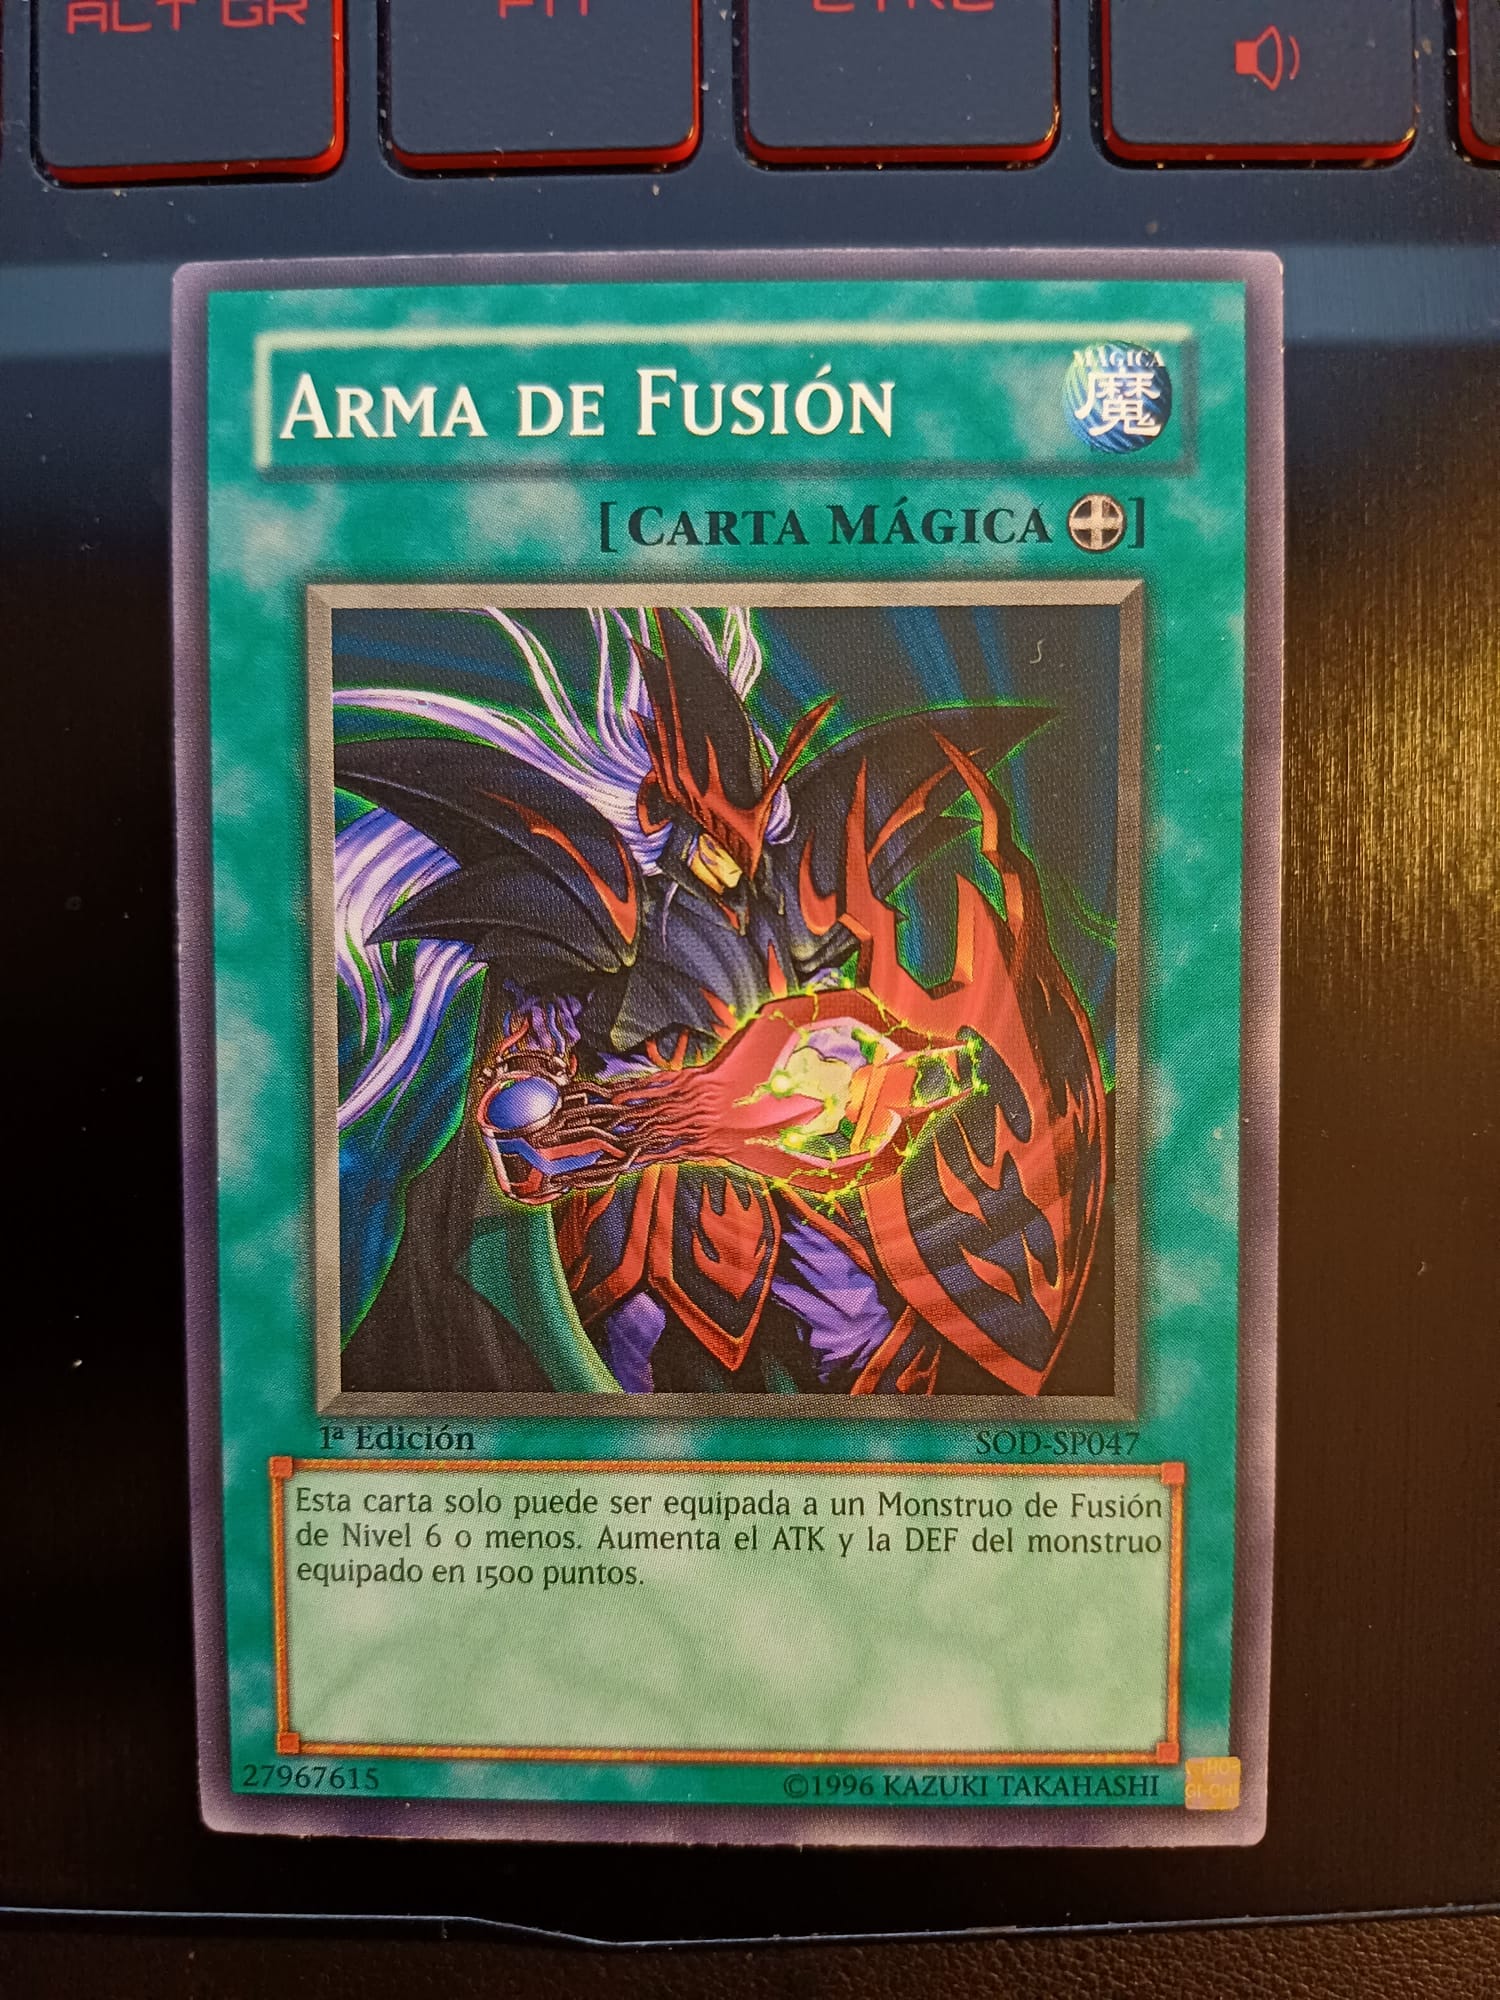 ALT GR
MÁGICA
ARMA DE FUSIÓN
魔
[CARTA MÁGICA]
1ª Edición
SOD-SP047
Esta carta solo puede ser equipada a un Monstruo de Fusión
de Nivel 6 o menos. Aumenta el ATK y la DEF del monstruo
equipado en 1500 puntos.
27967615
©1996 KAZUKI TAKAHASHI